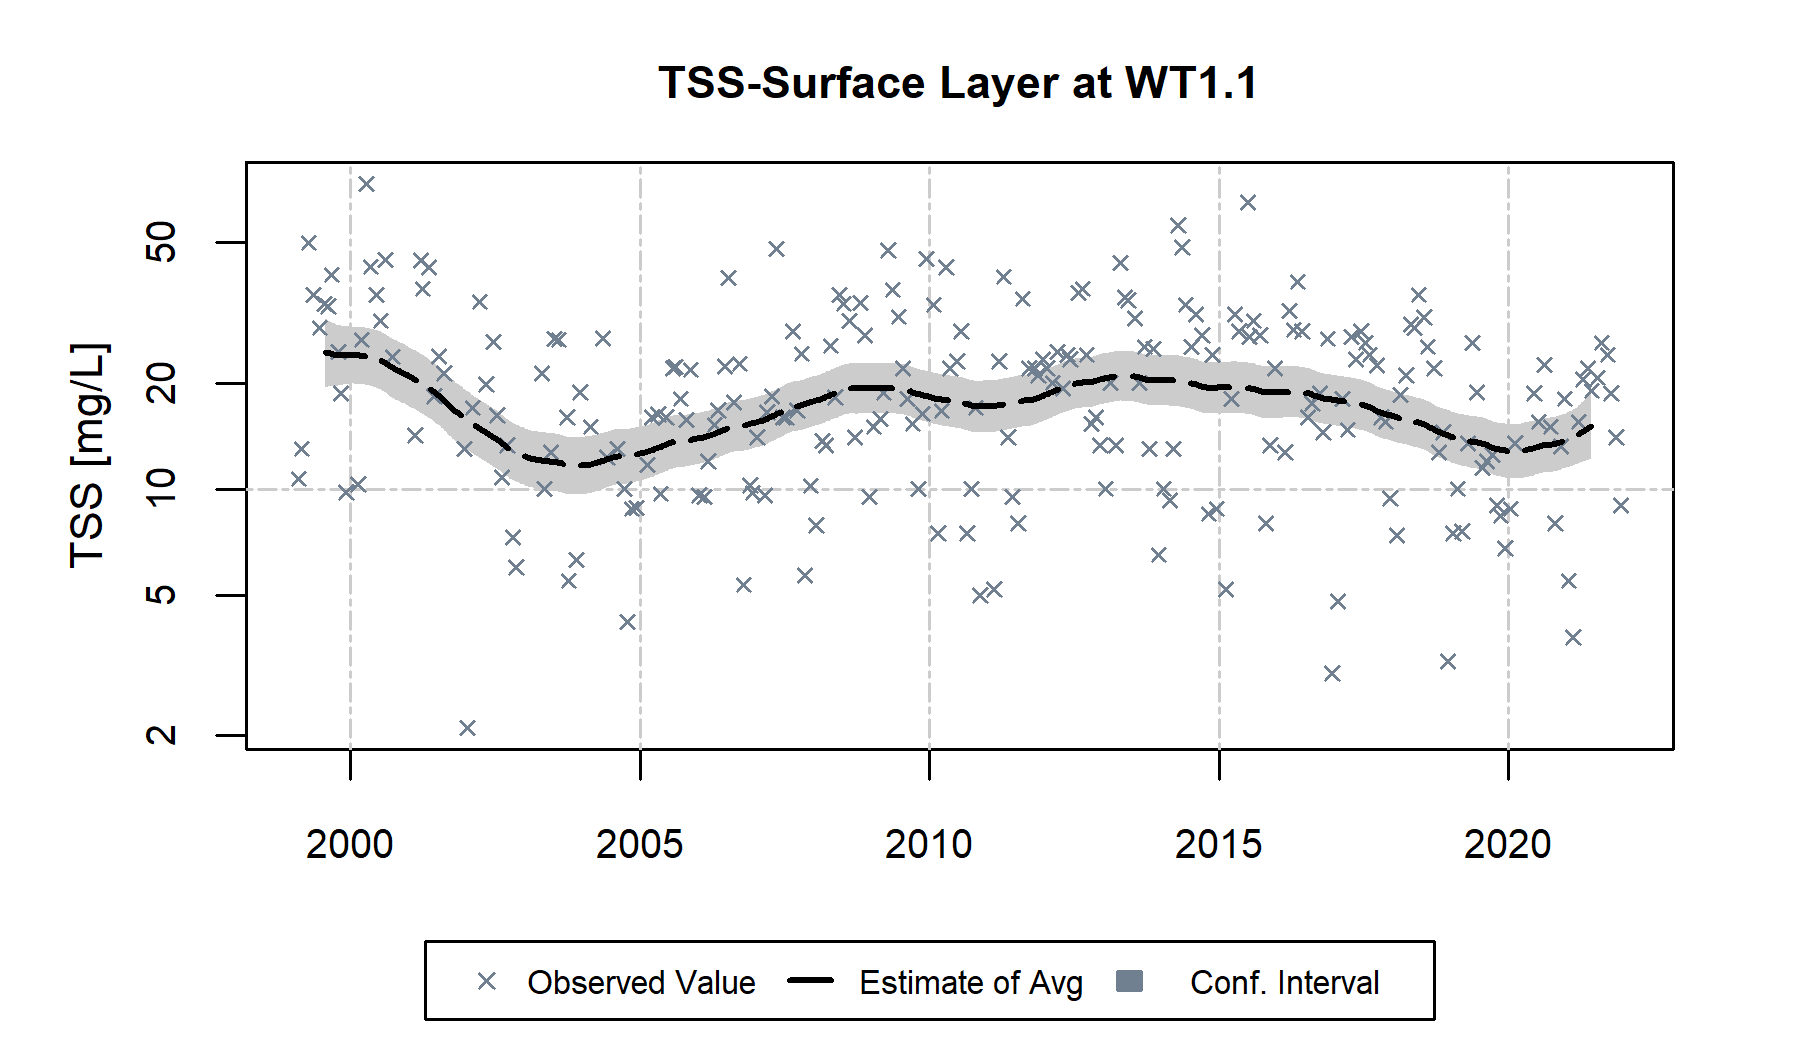 TSS-Surface Layer at WT1.1
TSS [mg/L]
50
20
10
5
2
2000 2005 2010 2015 2020
Observed Value Estimate of Avg Conf. Interval